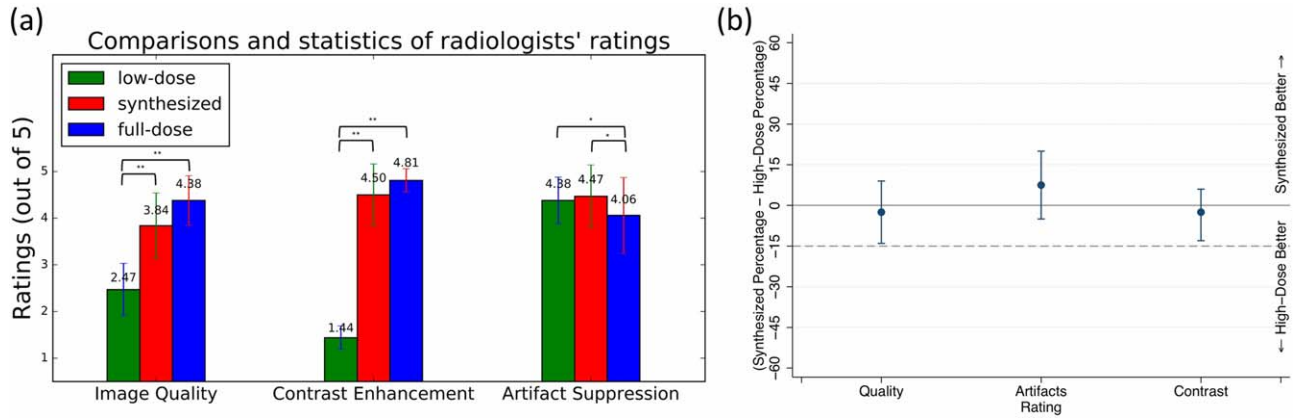 (a)
Comparisons and statistics of radiologists' ratings
low-dose
synthesized
full-dose
Ratings (out of 5)
5
4
3
2
1
** **
2.47 3.84 4.38
** **
1.44 4.50 4.81
* *
4.38 4.47 4.06
Image Quality Contrast Enhancement Artifact Suppression
(b)
(Synthesized Percentage − High−Dose Percentage)
60
45
30
15
0
−15
−30
−45
−60
Synthesized Better →
← High−Dose Better
Quality Artifacts Contrast
Rating